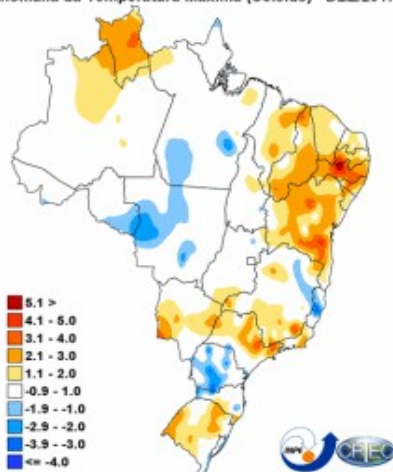 da Temperatura Máxima (Celsius)
5.1 >
4.1 - 5.0
3.1 - 4.0
2.1 - 3.0
1.1 - 2.0
-0.9 - 1.0
-1.9 - -1.0
-2.9 - -2.0
-3.9 - -3.0
<= -4.0
CPTEC